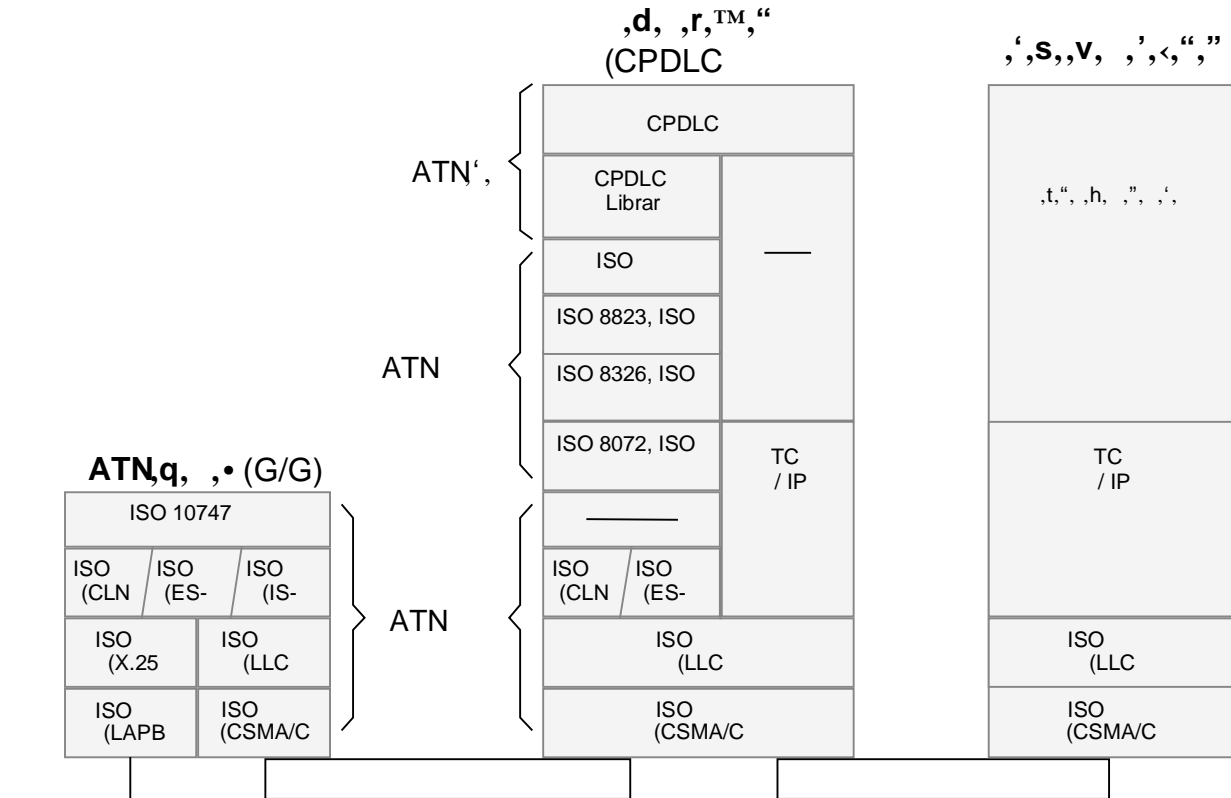 ‚d‚ ‚r‚™‚“
(CPDLC
‚‘‚s‚‚v‚ ‚’‚‹‚“‚”
CPDLC
ATN‚‘‚
CPDLC
Librar
‚t‚“‚ ‚h‚ ‚”‚ ‚‘‚
ISO
ISO 8823, ISO
ATN
ISO 8326, ISO
ISO 8072, ISO
TC
/ IP
TC
/ IP
ATN‚q‚ ‚• (G/G)
ISO 10747
ISO
(CLN
ISO
(ES-
ISO
(IS-
ATN
ISO
(CLN
ISO
(ES-
ISO
(X.25
ISO
(LLC
ISO
(LLC
ISO
(LLC
ISO
(LAPB
ISO
(CSMA/C
ISO
(CSMA/C
ISO
(CSMA/C